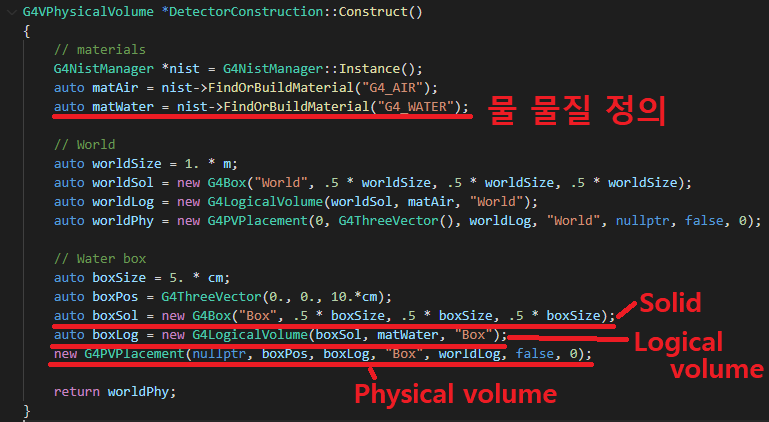 G4VPhysicalVolume *DetectorConstruction::Construct()
{
// materials
G4NistManager *nist = G4NistManager::Instance();
auto matAir = nist->FindOrBuildMaterial("G4_AIR");
auto matWater = nist->FindOrBuildMaterial("G4_WATER");
물 물질 정의
// World
auto worldSize = 1. * m;
auto worldSol = new G4Box("World", .5 * worldSize, .5 * worldSize, .5 * worldSize);
auto worldLog = new G4LogicalVolume(worldSol, matAir, "World");
auto worldPhy = new G4PVPlacement(0, G4ThreeVector(), worldLog, "World", nullptr, false, 0);
// Water box
auto boxSize = 5. * cm;
auto boxPos = G4ThreeVector(0., 0., 10.*cm);
auto boxSol = new G4Box("Box", .5 * boxSize, .5 * boxSize, .5 * boxSize);
Solid
auto boxLog = new G4LogicalVolume(boxSol, matWater, "Box");
Logical
volume
new G4PVPlacement(nullptr, boxPos, boxLog, "Box", worldLog, false, 0);
Physical volume
return worldPhy;
}